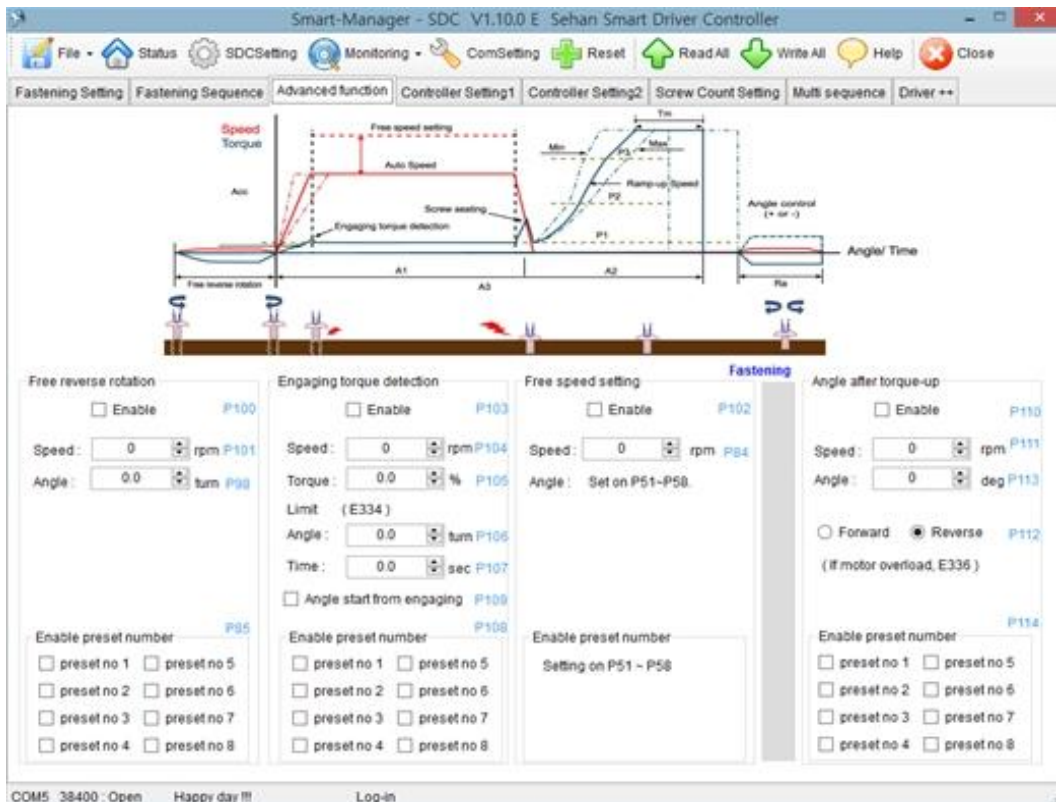 Smart-Manager - SDC V1.10.0 E Sehan Smart Driver Controller
File Status SDCSetting Monitoring ComSetting Reset Read All Write All Help Close
Fastening Setting Fastening Sequence Advanced function Controller Setting1 Controller Setting2 Screw Count Setting Multi sequence Driver ++
Speed
Torque
Free speed setting
Tm
Min
Max
P3
Auto Speed
Acc
Ramp-up Speed
P2
Screw seating
Angle control
(+ or -)
Engaging torque detection
P1
Angle/ Time
A1
A2
Free reverse rotation
A3
Ra
Fastening
Free reverse rotation
Enable P100
Speed : 0 rpm P101
Angle : 0.0 turn P98
P95
Enable preset number
preset no 1 preset no 5
preset no 2 preset no 6
preset no 3 preset no 7
preset no 4 preset no 8
Engaging torque detection
Enable P103
Speed : 0 rpm P104
Torque : 0.0 % P105
Limit (E334)
Angle : 0.0 turn P106
Time : 0.0 sec P107
Angle start from engaging P109
P108
Enable preset number
preset no 1 preset no 5
preset no 2 preset no 6
preset no 3 preset no 7
preset no 4 preset no 8
Free speed setting
Enable P102
Speed : 0 rpm P84
Angle : Set on P51~P58.
Enable preset number
Setting on P51 ~ P58
Angle after torque-up
Enable P110
Speed : 0 rpm P111
Angle : 0 deg P113
Forward Reverse P112
( If motor overload, E336 )
P114
Enable preset number
preset no 1 preset no 5
preset no 2 preset no 6
preset no 3 preset no 7
preset no 4 preset no 8
COM5 38400 : Open Happy day !!! Log-in